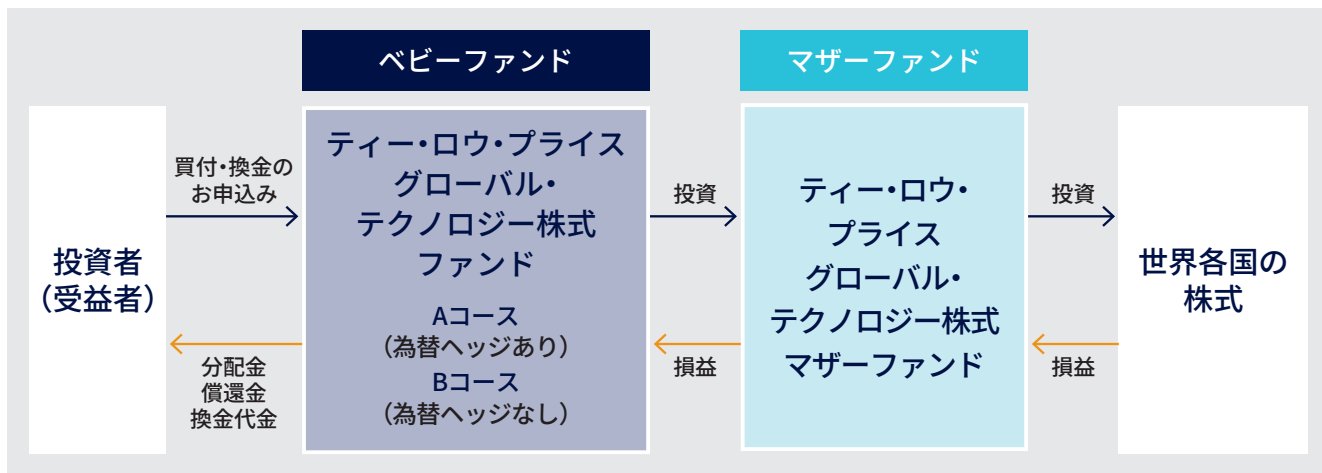 ベビーファンド
マザーファンド
投資者
（受益者）
買付・換金の
お申込み
分配金
償還金
換金代金
ティー・ロウ・プライス
グローバル・
テクノロジー株式
ファンド
Aコース
（為替ヘッジあり）
Bコース
（為替ヘッジなし）
投資
損益
ティー・ロウ・
プライス
グローバル・
テクノロジー株式
マザーファンド
投資
損益
世界各国の
株式